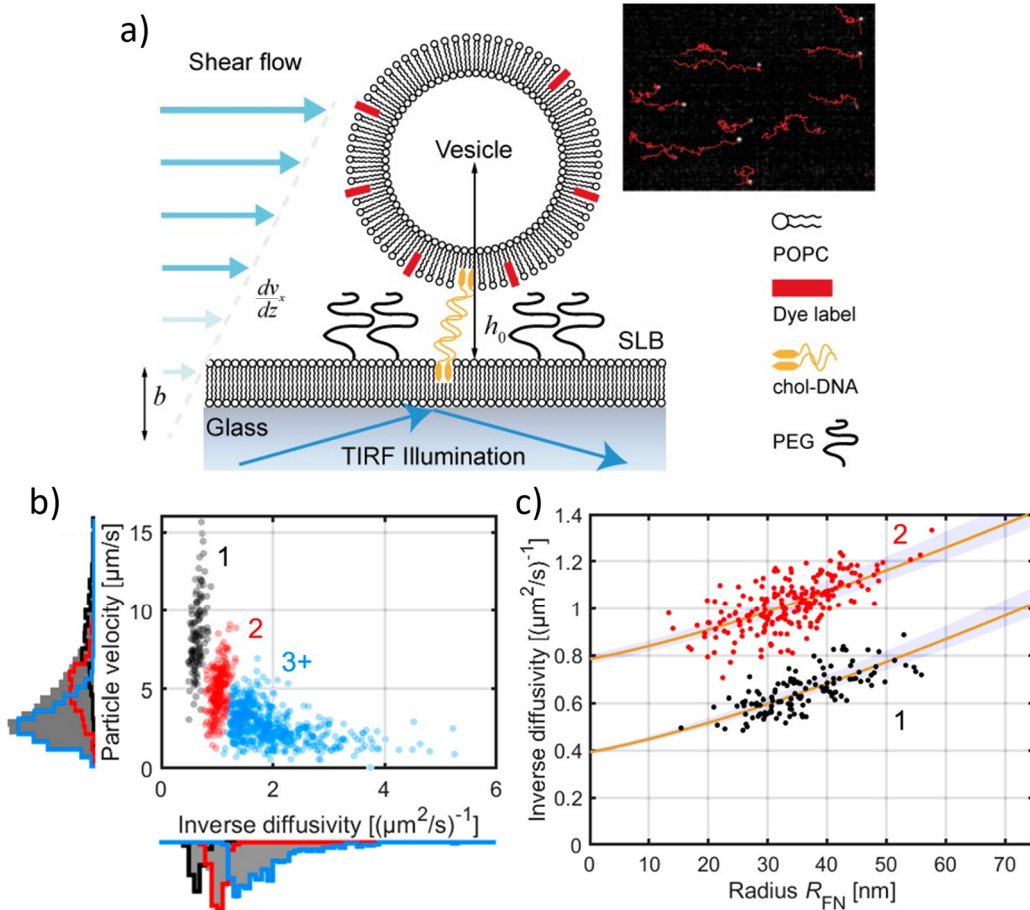 a)
Shear flow
Vesicle
POPC
Dye label
chol-DNA
PEG
dv
dz x
h0
SLB
b
Glass
TIRF Illumination
b)
Particle velocity [µm/s]
15
10
5
0
1
2
3+
0 2 4 6
Inverse diffusivity [(µm²/s)⁻¹]
c)
Inverse diffusivity [(µm²/s)⁻¹]
1.4
1.2
1
0.8
0.6
0.4
0.2
0
2
1
0 10 20 30 40 50 60 70
Radius RFN [nm]